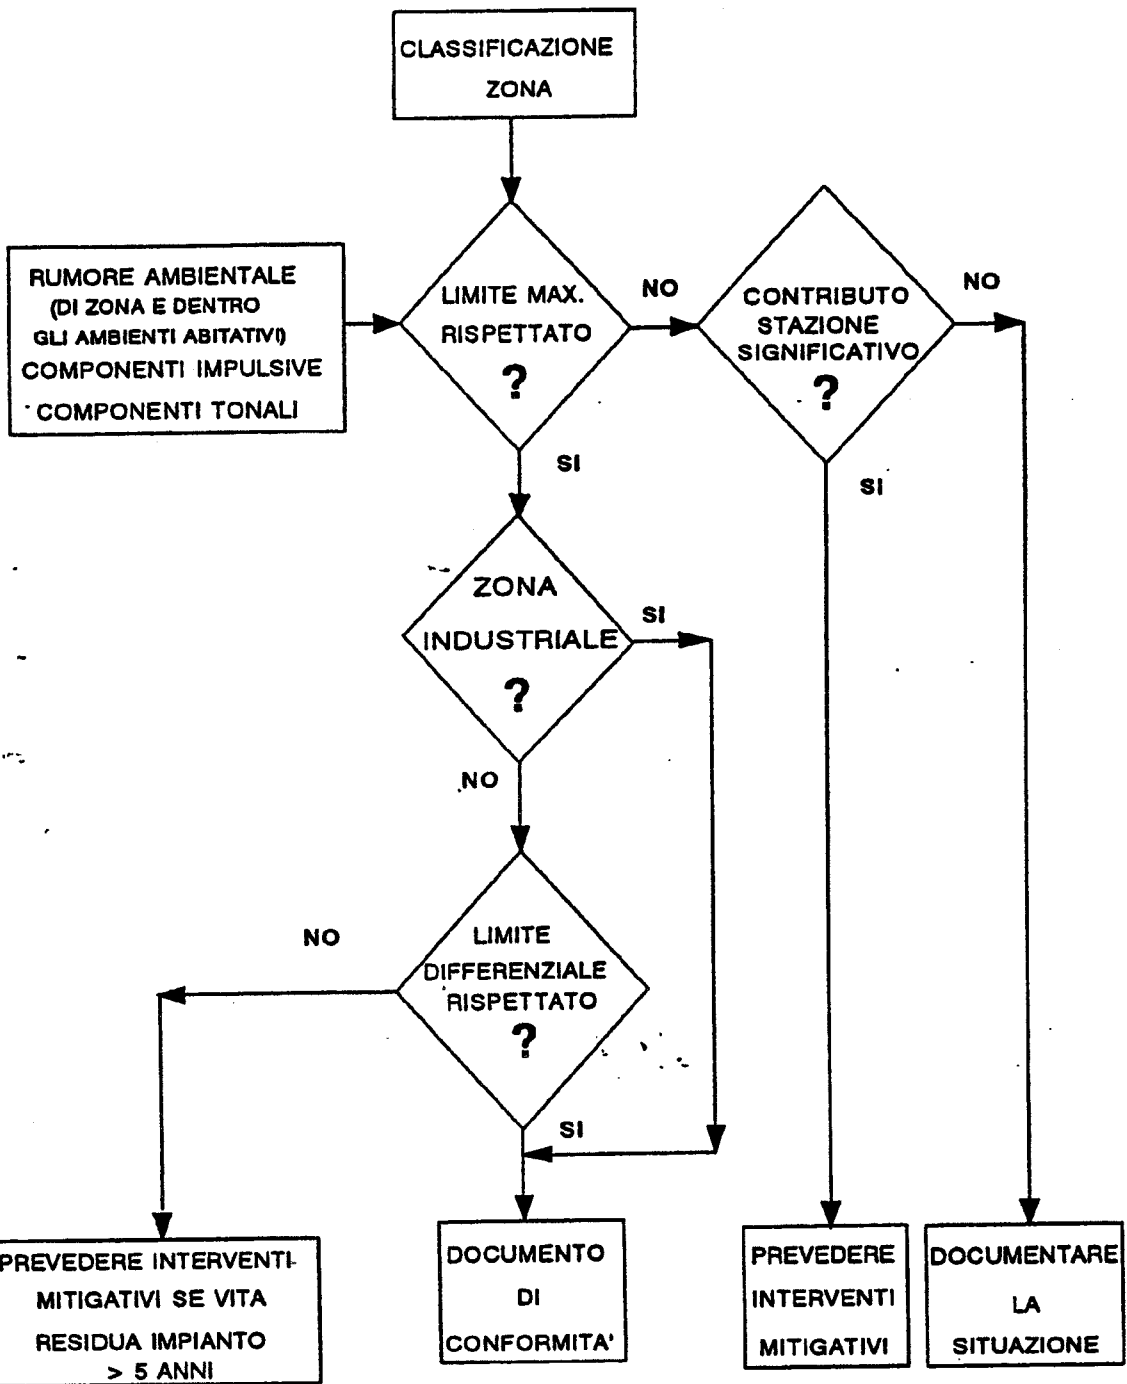 CLASSIFICAZIONE
ZONA
RUMORE AMBIENTALE
(DI ZONA E DENTRO
GLI AMBIENTI ABITATIVI)
COMPONENTI IMPULSIVE
COMPONENTI TONALI
LIMITE MAX.
RISPETTATO
?
NO
CONTRIBUTO
STAZIONE
SIGNIFICATIVO
?
NO
SI
SI
ZONA
INDUSTRIALE
?
SI
NO
LIMITE
DIFFERENZIALE
RISPETTATO
?
NO
SI
PREVEDERE INTERVENTI
MITIGATIVI SE VITA
RESIDUA IMPIANTO
> 5 ANNI
DOCUMENTO
DI
CONFORMITA'
PREVEDERE
INTERVENTI
MITIGATIVI
DOCUMENTARE
LA
SITUAZIONE